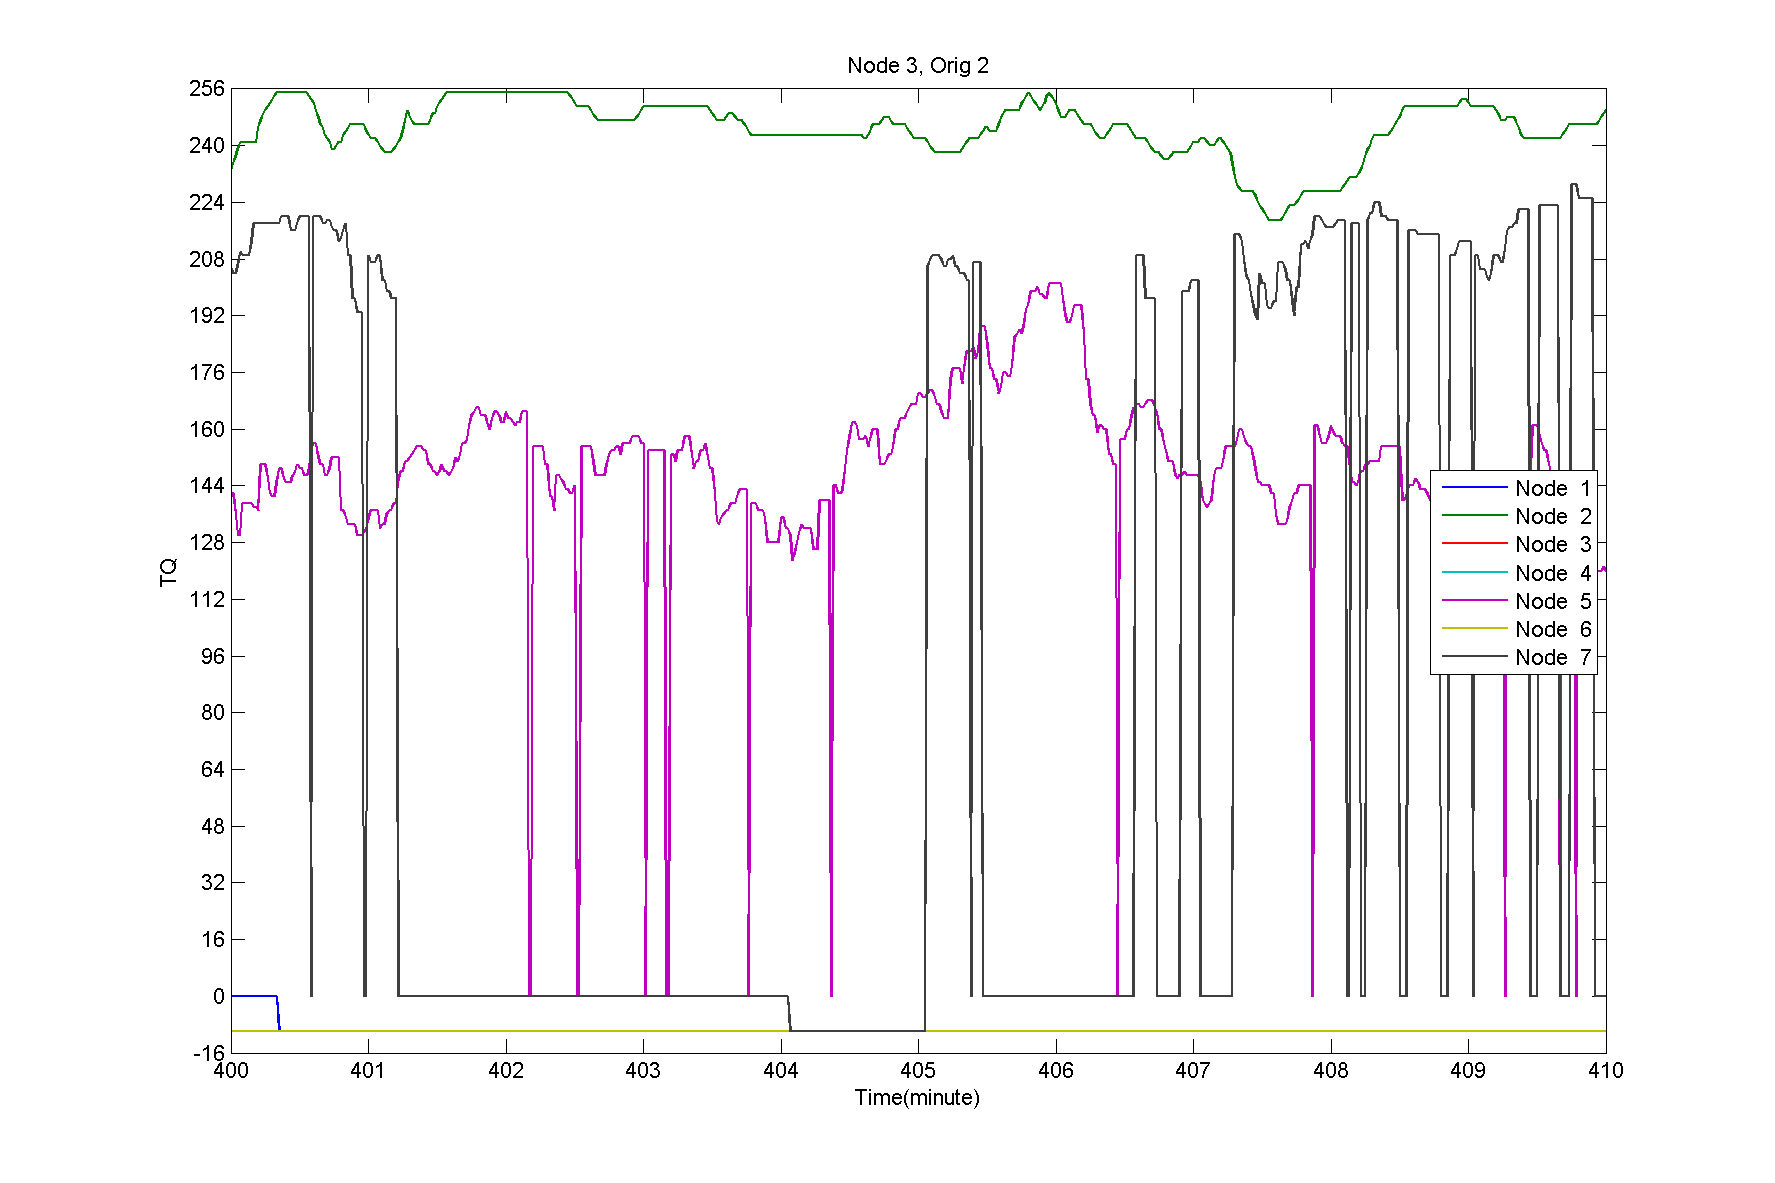 Node 3, Orig 2
256
240
224
208
192
176
160
144
128
112
96
80
64
48
32
16
0
-16
TQ
Node 1
Node 2
Node 3
Node 4
Node 5
Node 6
Node 7
400 401 402 403 404 405 406 407 408 409 410
Time(minute)